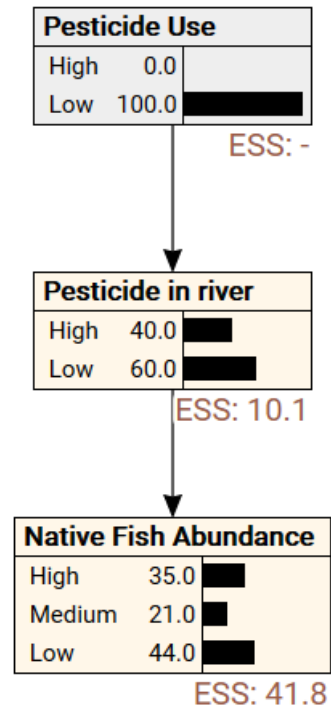 Pesticide Use
High 0.0
Low 100.0
ESS: -
Pesticide in river
High 40.0
Low 60.0
ESS: 10.1
Native Fish Abundance
High 35.0
Medium 21.0
Low 44.0
ESS: 41.8